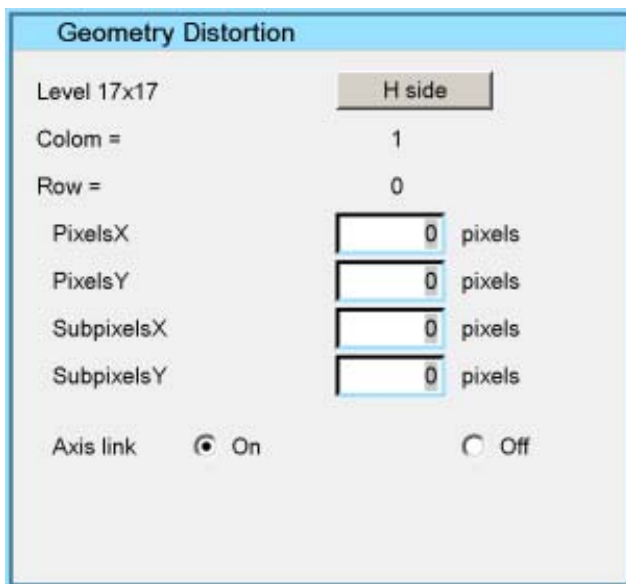 Geometry Distortion
Level 17x17 H side
Colom = 1
Row = 0
PixelsX 0 pixels
PixelsY 0 pixels
SubpixelsX 0 pixels
SubpixelsY 0 pixels
Axis link On Off